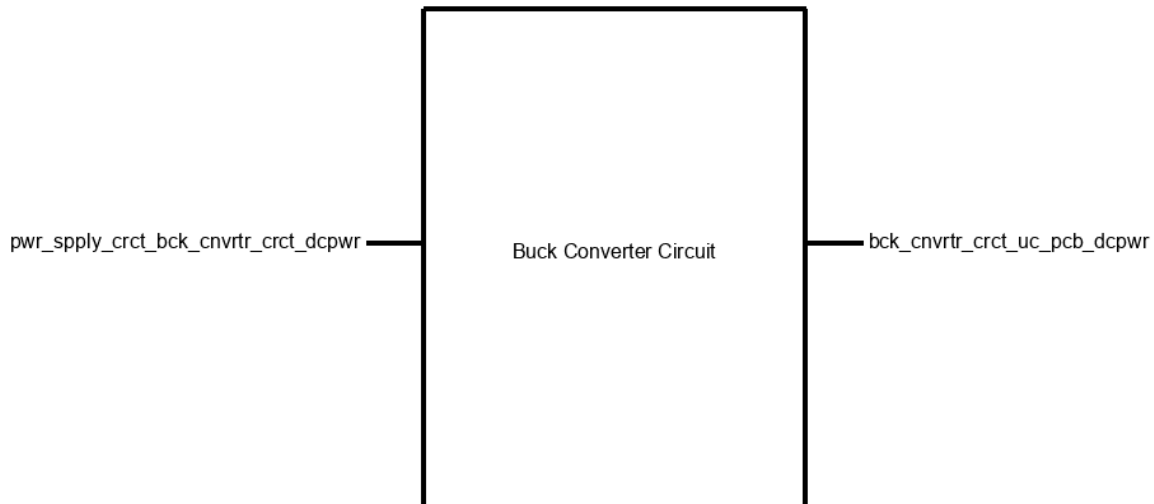 pwr_spply_crct_bck_cnvrtr_crct_dcpwr
Buck Converter Circuit
bck_cnvrtr_crct_uc_pcb_dcpwr